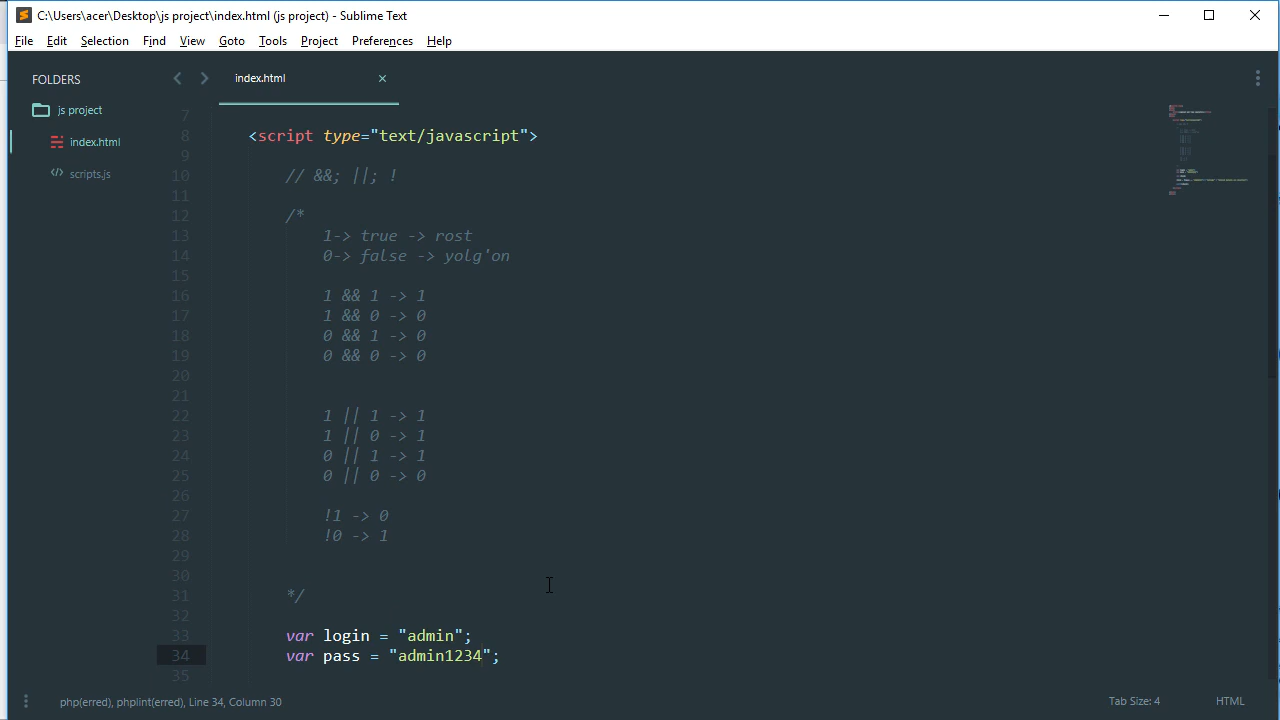 C:\Users\acer\Desktop\js project\index.html (js project) - Sublime Text
File Edit Selection Find View Goto Tools Project Preferences Help
FOLDERS
js project
index.html
scripts.js
index.html
7
8 <script type="text/javascript">
9
10 // &&; ||; !
11
12 /*
13 1-> true -> rost
14 0-> false -> yolg'on
15
16 1 && 1 -> 1
17 1 && 0 -> 0
18 0 && 1 -> 0
19 0 && 0 -> 0
20
21
22 1 || 1 -> 1
23 1 || 0 -> 1
24 0 || 1 -> 1
25 0 || 0 -> 0
26
27 !1 -> 0
28 !0 -> 1
29
30
31 */
32
33 var login = "admin";
34 var pass = "admin1234";
35
php(erred), phplint(erred), Line 34, Column 30
Tab Size: 4
HTML